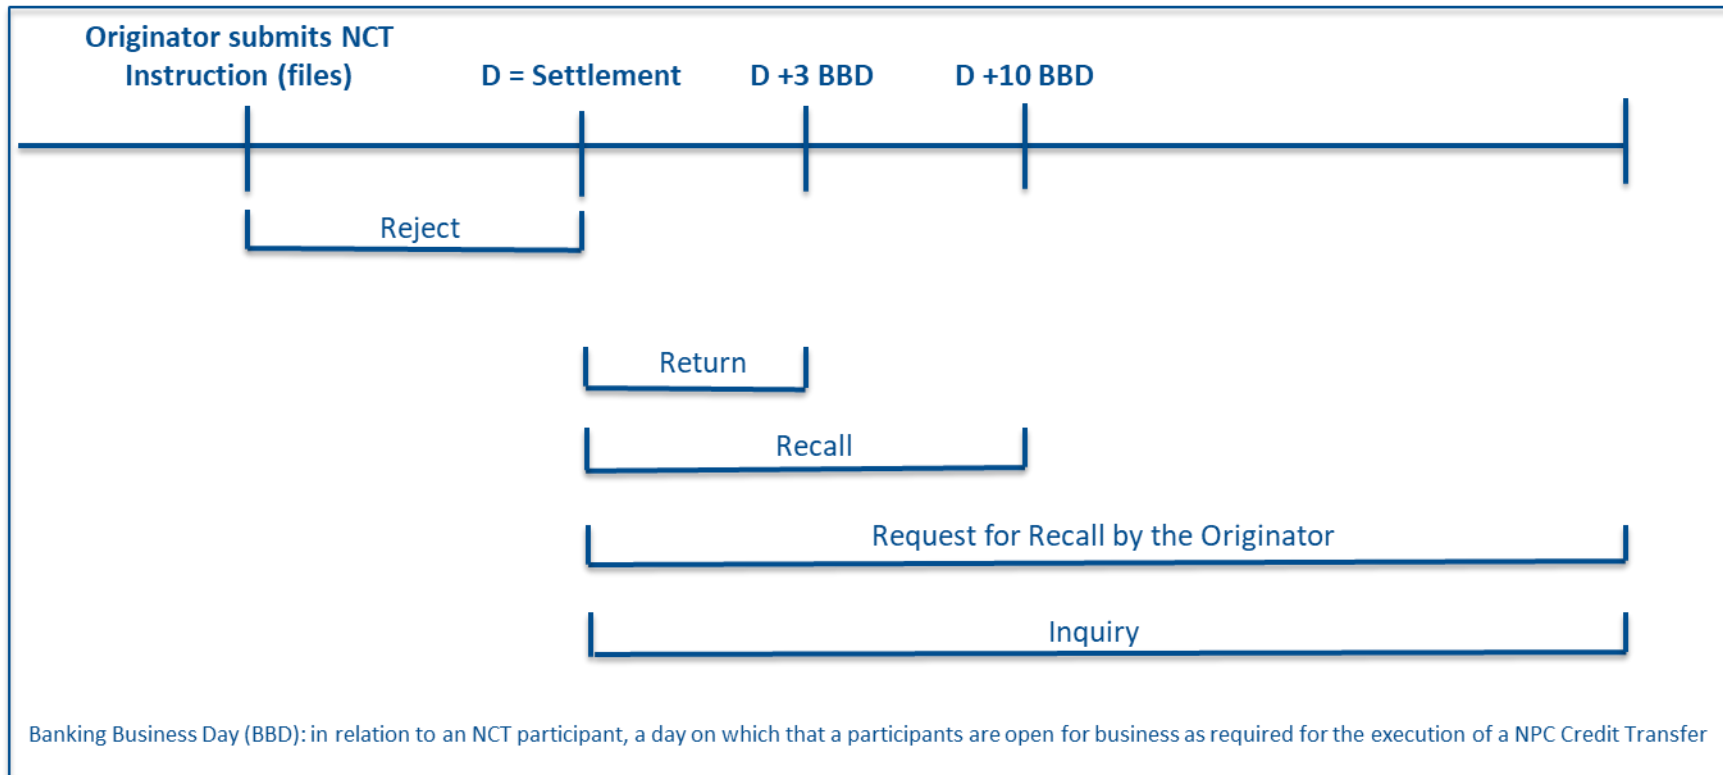 Originator submits NCT
Instruction (files)
D = Settlement
D +3 BBD
D +10 BBD
Reject
Return
Recall
Request for Recall by the Originator
Inquiry
Banking Business Day (BBD): in relation to an NCT participant, a day on which that a participants are open for business as required for the execution of a NPC Credit Transfer